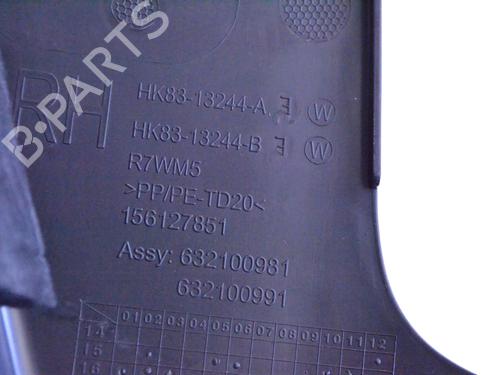 B-PARTS
RH
HK83-13244-A E W
HK83-13244-B E W
R7WM5
>PP/PE-TD20<
156127851
Assy: 632100981
632100991
01 02 03 04 05 06 07 08 09 10 11 12
14
15
16